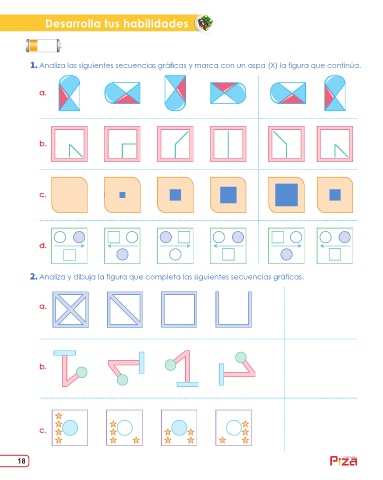 Desarrolla tus habilidades
1. Analiza las siguientes secuencias gráficas y marca con un aspa (X) la figura que continúa.
a.
b.
c.
d.
2. Analiza y dibuja la figura que completa las siguientes secuencias gráficas.
a.
b.
c.
18